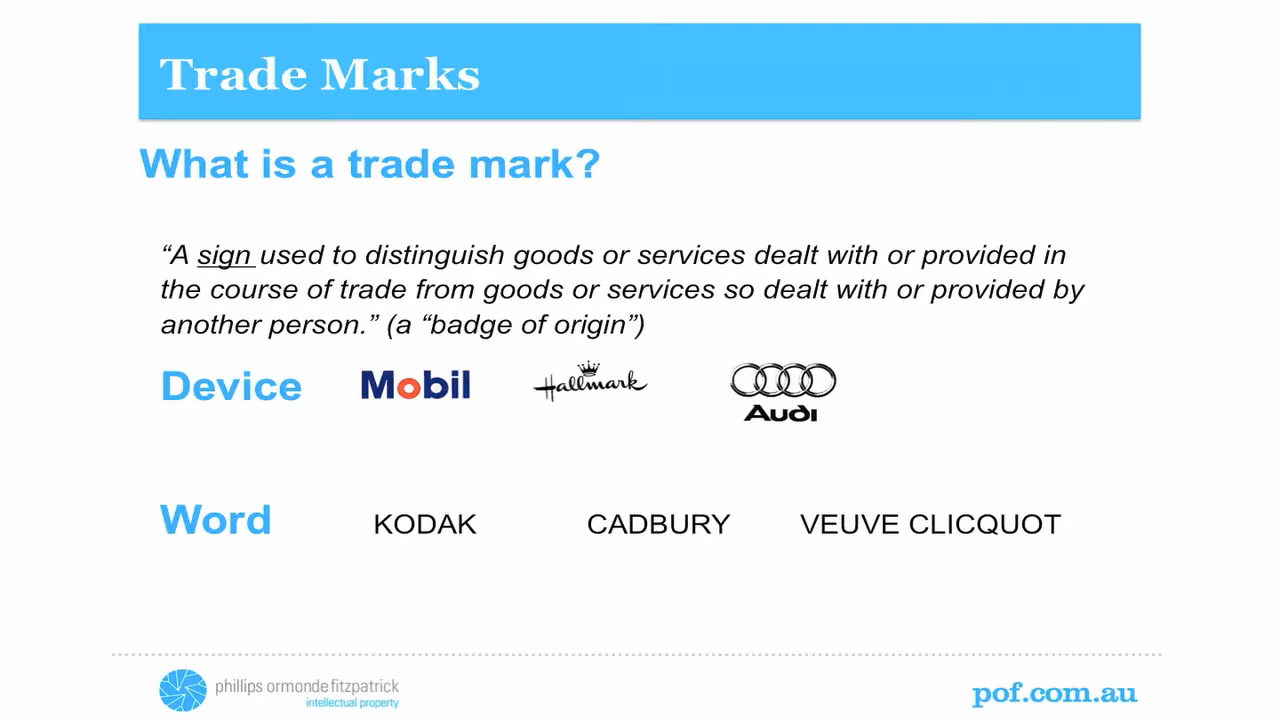 Trade Marks
What is a trade mark?
“A sign used to distinguish goods or services dealt with or provided in
the course of trade from goods or services so dealt with or provided by
another person.” (a “badge of origin”)
Device Mobil Hallmark Audi
Word KODAK CADBURY VEUVE CLICQUOT
phillips ormonde fitzpatrick
intellectual property
pof.com.au